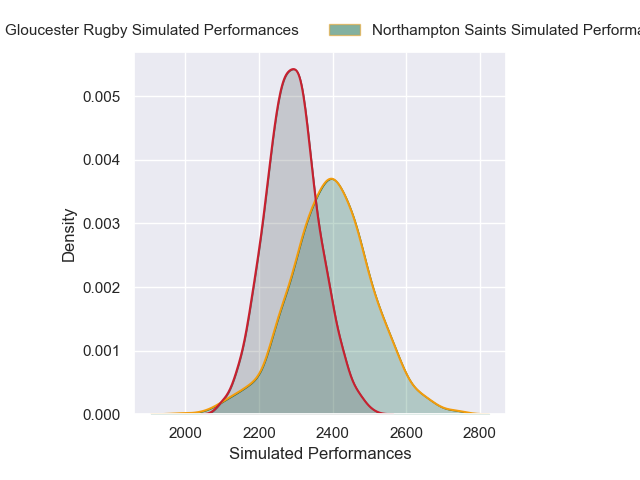 Gloucester Rugby Simulated Performances
Northampton Saints Simulated
0.005
0.004
0.003
0.002
0.001
0.000
Density
2000 2200 2400 2600 2800
Simulated Performances